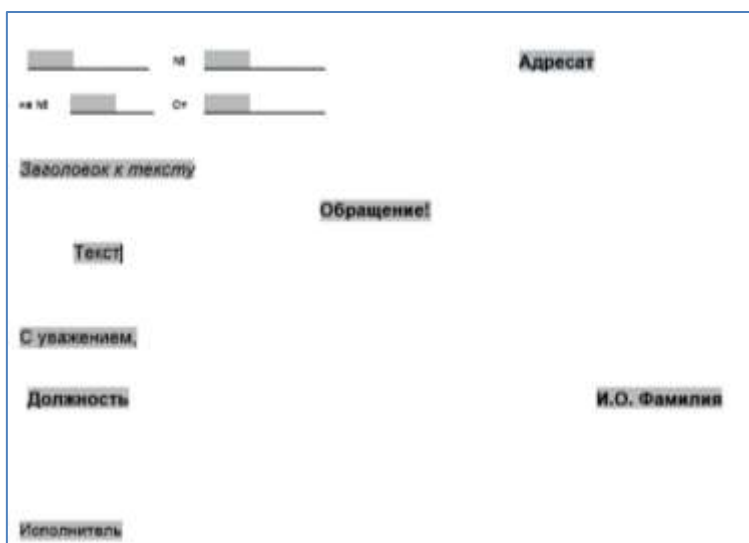 № Адресат
на № От
Заголовок к тексту
Обращение!
Текст
С уважением,
Должность И.О. Фамилия
Исполнитель